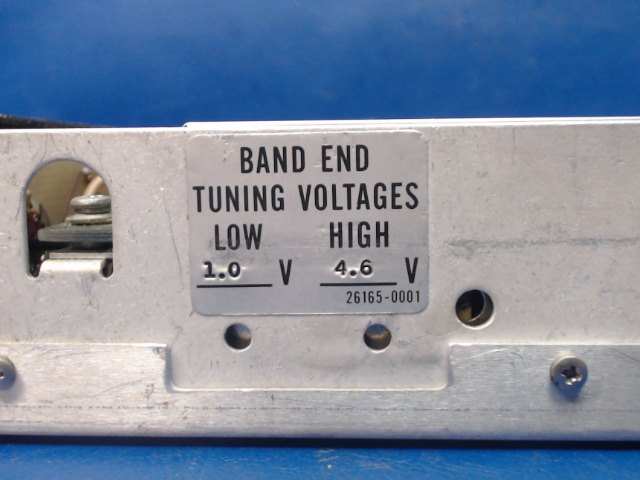 BAND END
TUNING VOLTAGES
LOW HIGH
1.0 V 4.6 V
26165-0001